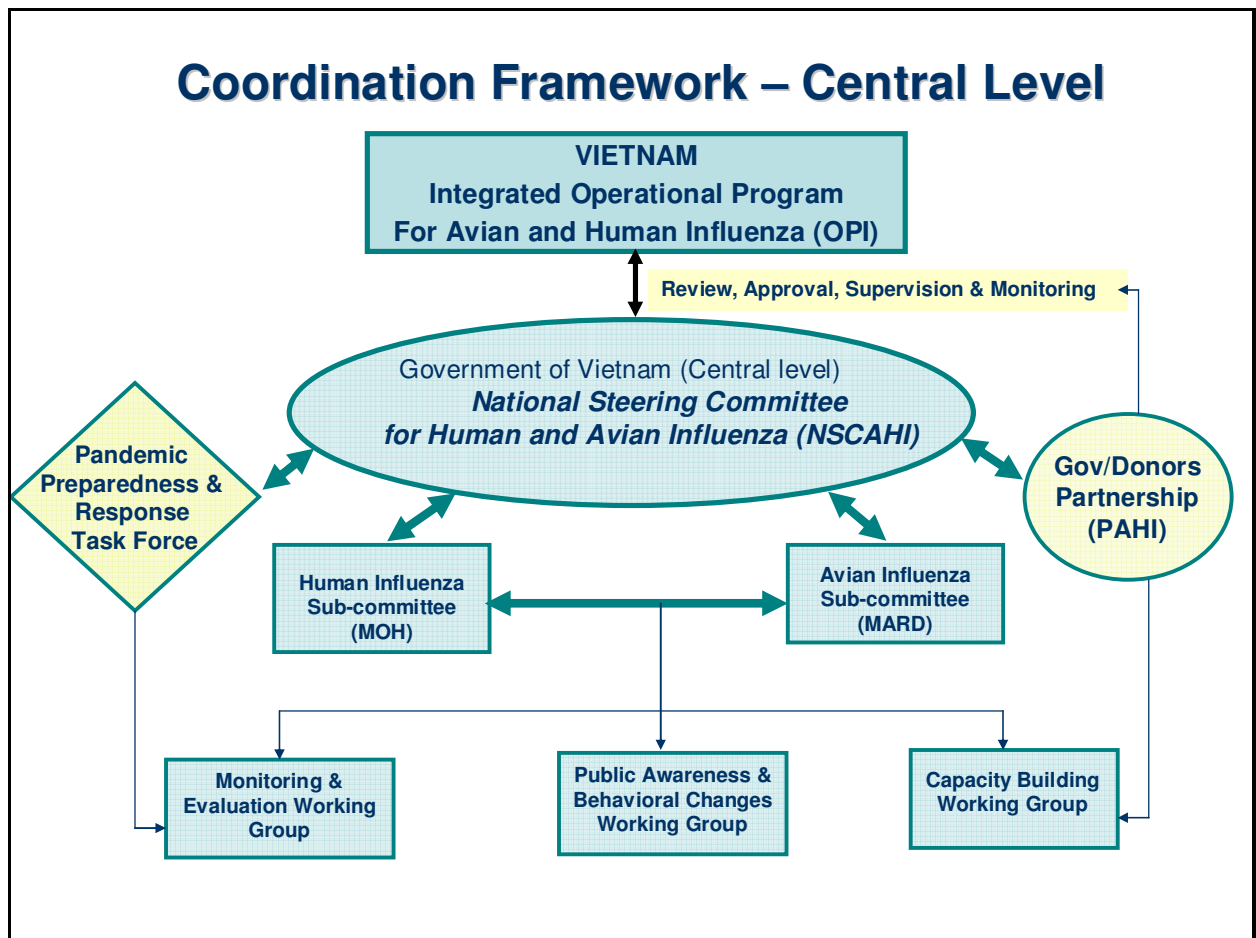 Coordination Framework – Central Level
VIETNAM
Integrated Operational Program
For Avian and Human Influenza (OPI)
Review, Approval, Supervision & Monitoring
Government of Vietnam (Central level)
National Steering Committee
for Human and Avian Influenza (NSCAHI)
Pandemic
Preparedness &
Response
Task Force
Gov/Donors
Partnership
(PAHI)
Human Influenza
Sub-committee
(MOH)
Avian Influenza
Sub-committee
(MARD)
Monitoring &
Evaluation Working
Group
Public Awareness &
Behavioral Changes
Working Group
Capacity Building
Working Group